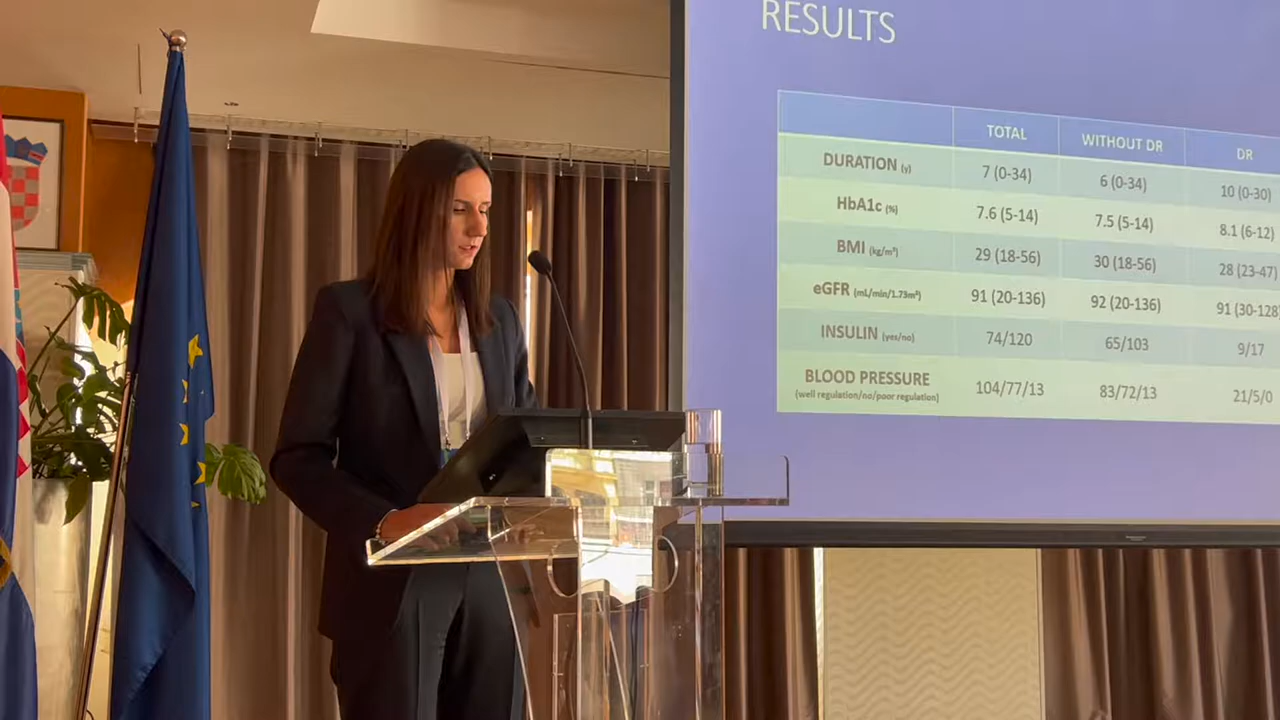 RESULTS
TOTAL WITHOUT DR DR
DURATION (y) 7 (0-34) 6 (0-34) 10 (0-30)
HbA1c (%) 7.6 (5-14) 7.5 (5-14) 8.1 (6-12)
BMI (kg/m²) 29 (18-56) 30 (18-56) 28 (23-47)
eGFR (mL/min/1.73m²) 91 (20-136) 92 (20-136) 91 (30-128
INSULIN (yes/no) 74/120 65/103 9/17
BLOOD PRESSURE 104/77/13 83/72/13 21/5/0
(well regulation/no/poor regulation)